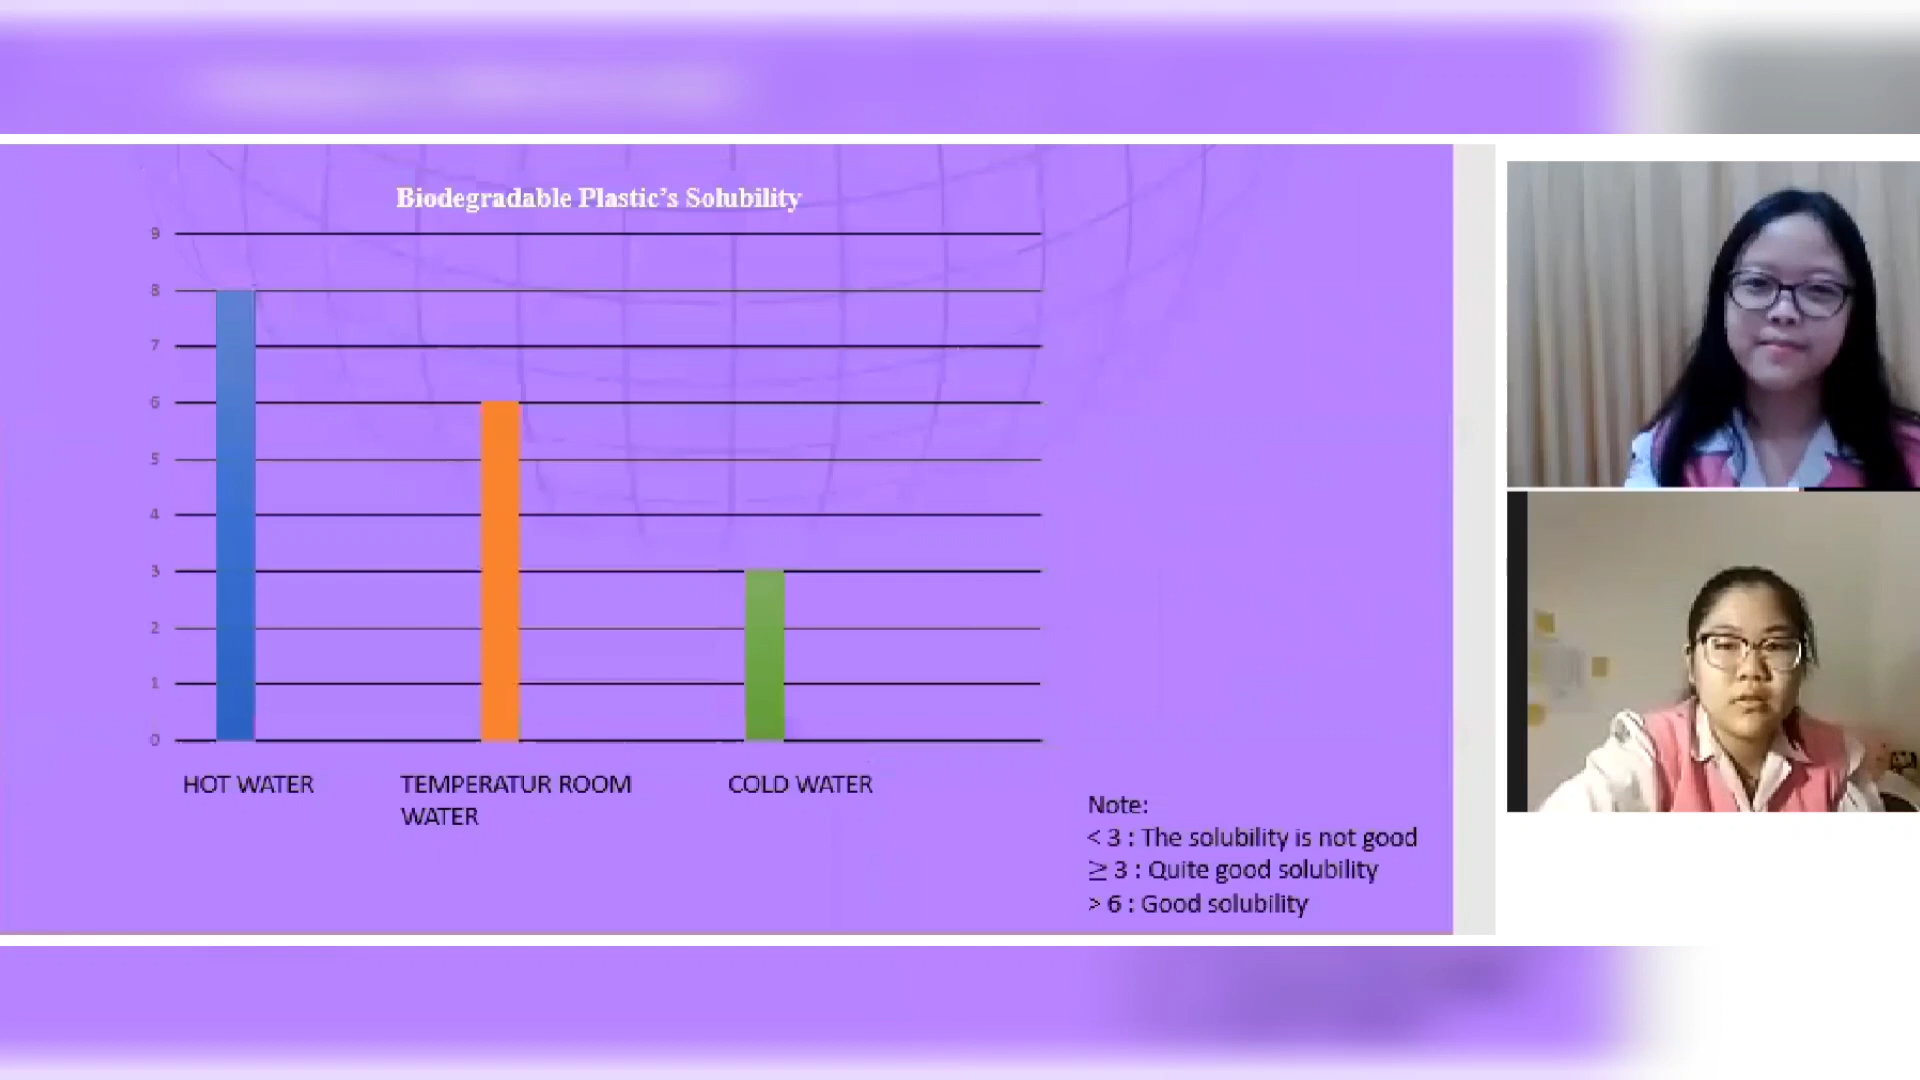 Biodegradable Plastic’s Solubility
9
8
7
6
5
4
3
2
1
0
HOT WATER
TEMPERATUR ROOM
WATER
COLD WATER
Note:
< 3 : The solubility is not good
≥ 3 : Quite good solubility
> 6 : Good solubility